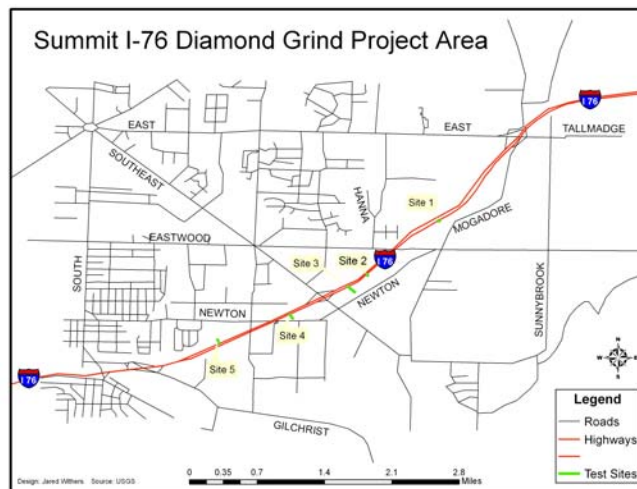 Summit I-76 Diamond Grind Project Area
I 76
EAST
EAST
TALLMADGE
SOUTHEAST
HANNA
Site 1
MOGADORE
EASTWOOD
Site 3
Site 2
I 76
SOUTH
NEWTON
NEWTON
SUNNYBROOK
Site 4
Site 5
I 76
GILCHRIST
N
W
E
S
Legend
Roads
Highways
Test Sites
Design: Jared Withers Source: USGS
0 0.35 0.7 1.4 2.1 2.8
Miles